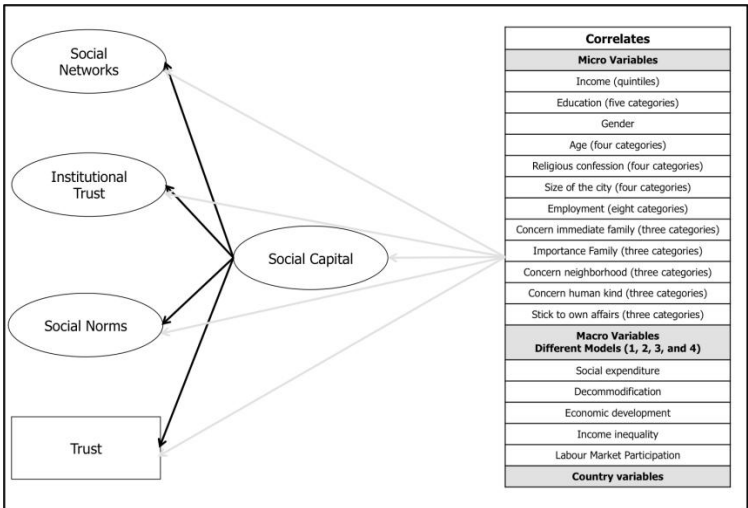 Social
Networks
Institutional
Trust
Social Capital
Social Norms
Trust
Correlates
Micro Variables
Income (quintiles)
Education (five categories)
Gender
Age (four categories)
Religious confession (four categories)
Size of the city (four categories)
Employment (eight categories)
Concern immediate family (three categories)
Importance Family (three categories)
Concern neighborhood (three categories)
Concern human kind (three categories)
Stick to own affairs (three categories)
Macro Variables
Different Models (1, 2, 3, and 4)
Social expenditure
Decommodification
Economic development
Income inequality
Labour Market Participation
Country variables